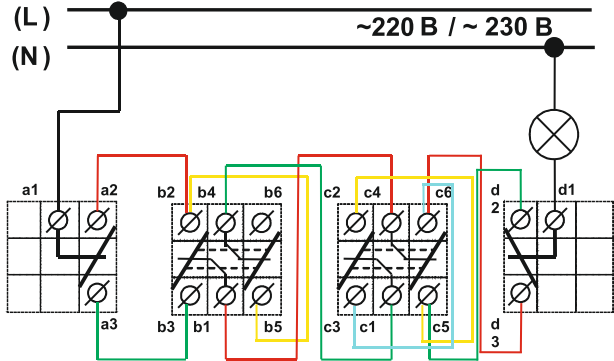 (L)
~220 В / ~ 230 В
(N)
a1 a2 b2 b4 b6 c2 c4 c6 d 2 d1
a3 b3 b1 b5 c3 c1 c5 d 3